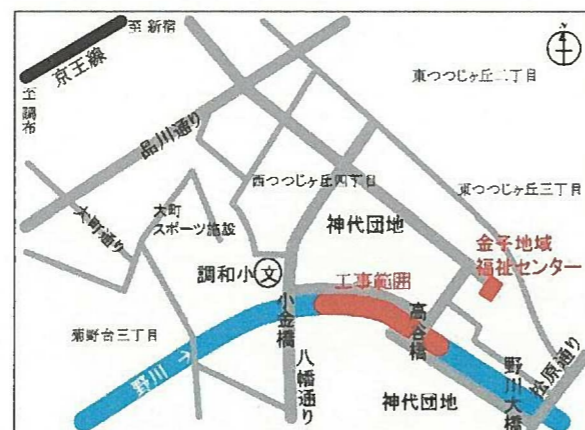 至 新宿
京王線
至 調布
品川通り
東つつじヶ丘二丁目
西つつじヶ丘四丁目
東つつじヶ丘三丁目
大町通り
大町
スポーツ施設
神代団地
金子地域
福祉センター
調和小
文
工事範囲
小金橋
高谷橋
菊野台三丁目
野川
八幡通り
神代団地
野川大橋
松原通り